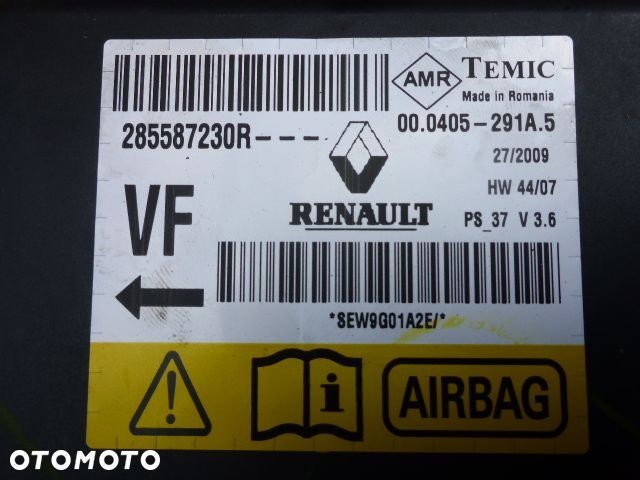 AMR TEMIC
Made in Romania
285587230R---
00.0405-291A.5
27/2009
HW 44/07
VF
RENAULT
PS_37 V 3.6
*SEW9G01A2E/*
i
AIRBAG
OTOMOTO